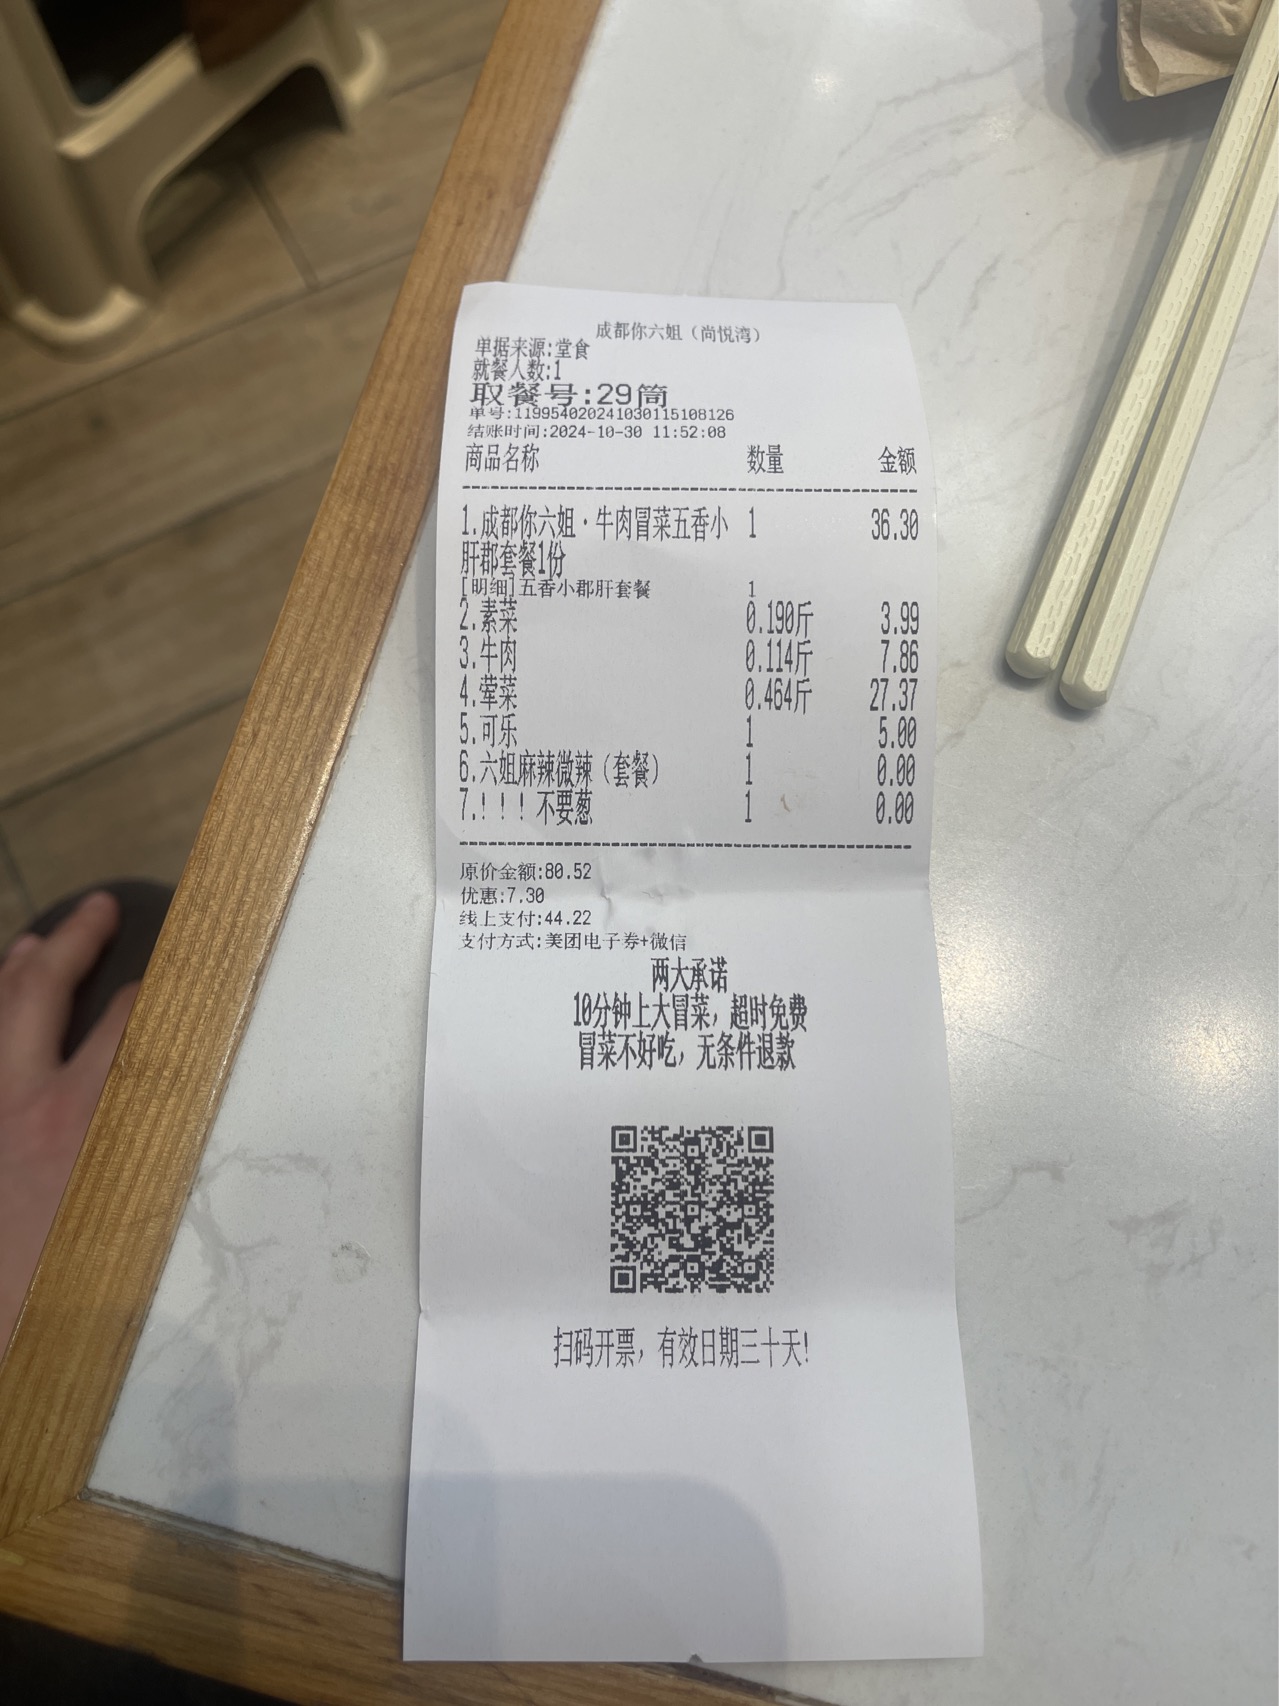 成都你六姐（尚悦湾）
单据来源:堂食
就餐人数:1
取餐号:29筒
单号:119954020241030115108126
结账时间:2024-10-30 11:52:08
商品名称 数量 金额
1.成都你六姐·牛肉冒菜五香小 1 36.30
肝郡套餐1份
[明细]五香小郡肝套餐 1
2.素菜 0.190斤 3.99
3.牛肉 0.114斤 7.86
4.荤菜 0.464斤 27.37
5.可乐 1 5.00
6.六姐麻辣微辣（套餐） 1 0.00
7.！！！不要葱 1 0.00
原价金额:80.52
优惠:7.30
线上支付:44.22
支付方式:美团电子券+微信
两大承诺
10分钟上大冒菜，超时免费
冒菜不好吃，无条件退款
扫码开票，有效日期三十天!